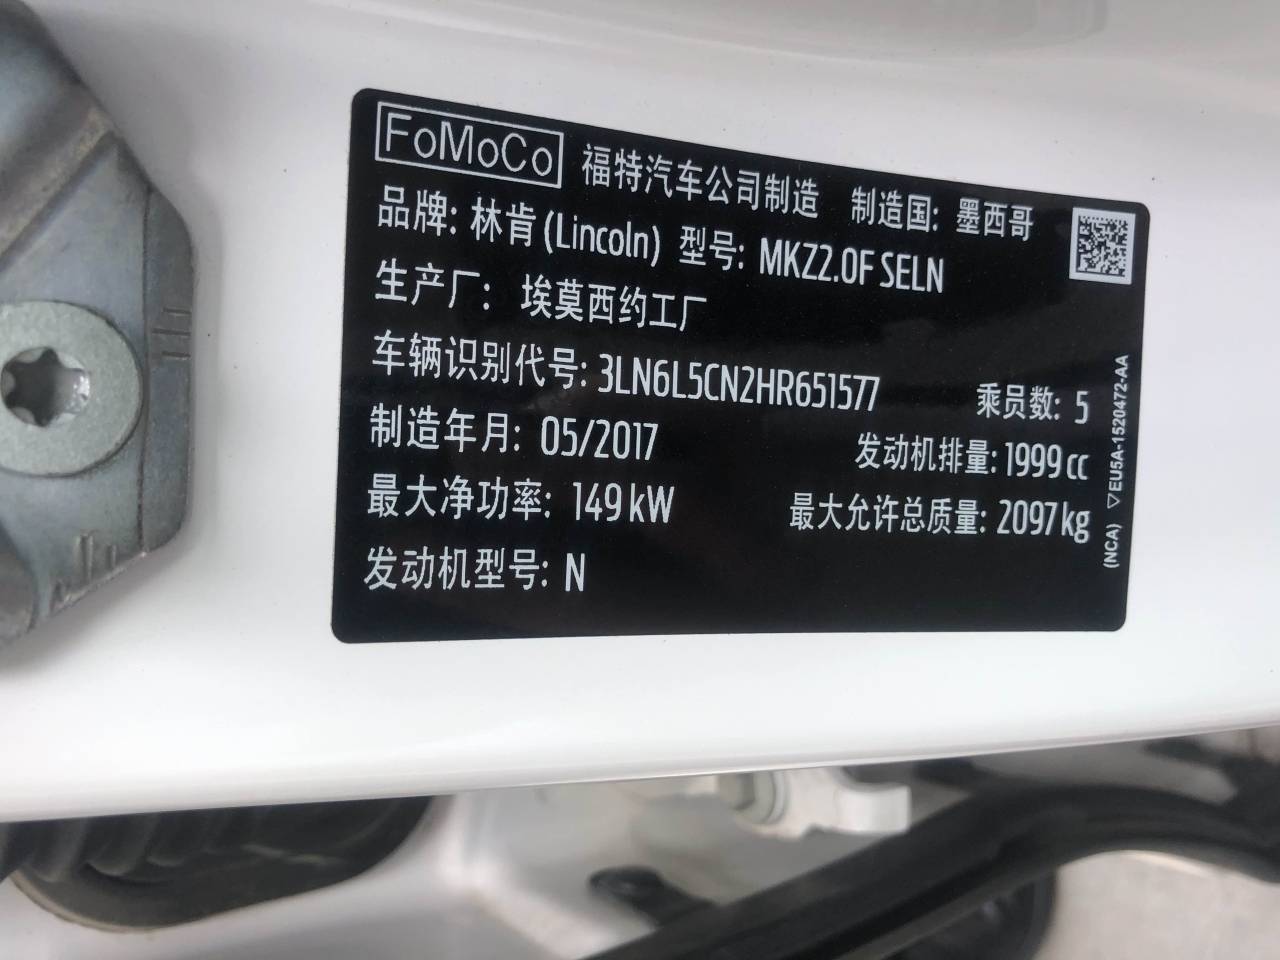 FoMoCo 福特汽车公司制造 制造国: 墨西哥
品牌: 林肯 (Lincoln) 型号: MKZ2.0F SELN
生产厂: 埃莫西约工厂
车辆识别代号: 3LN6L5CN2HR651577 乘员数: 5
制造年月: 05/2017 发动机排量: 1999 cc
最大净功率: 149 kW 最大允许总质量: 2097 kg
发动机型号: N
(NCA) ▽EU5A-1520472-AA